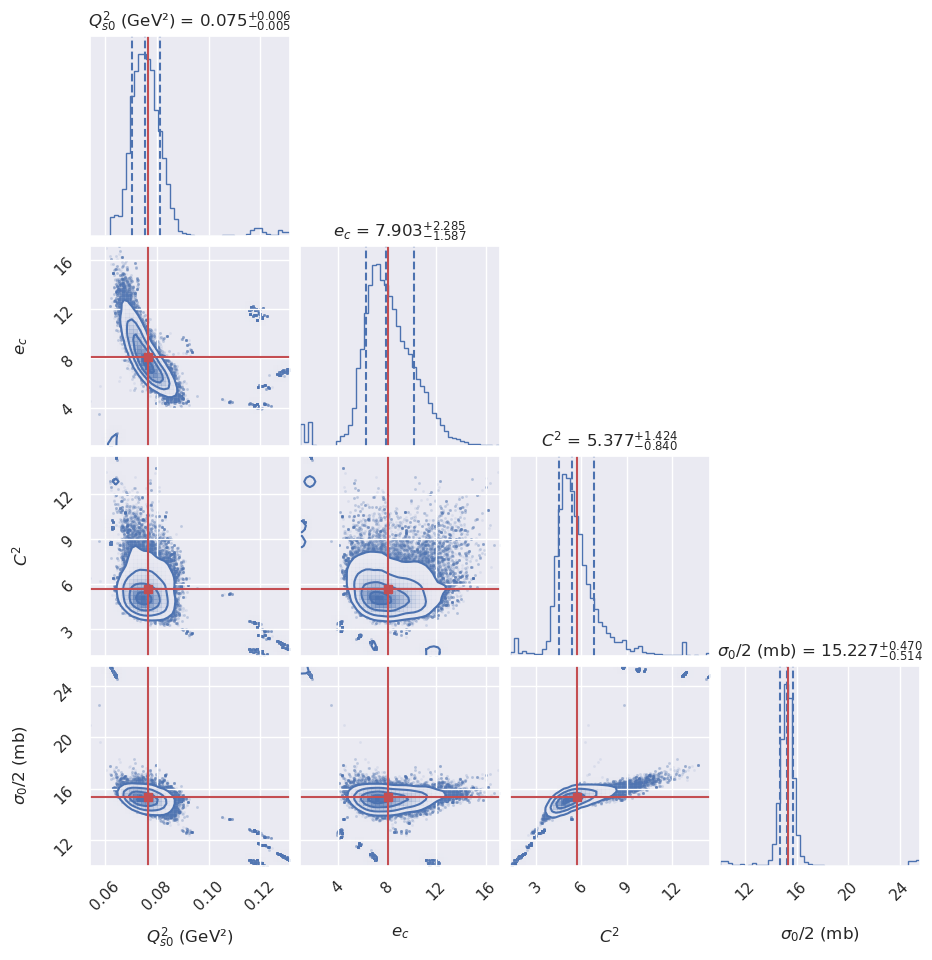 Q²ₛ₀ (GeV²) = 0.075⁺⁰·⁰⁰⁶₋₀.₀₀₅
16
12
8
4
e_c
e_c = 7.903⁺²·²⁸⁵₋₁.₅₈₇
12
9
6
3
C²
C² = 5.377⁺¹·⁴²⁴₋₀.₈₄₀
24
20
16
12
σ₀/2 (mb)
σ₀/2 (mb) = 15.227⁺⁰·⁴⁷⁰₋₀.₅₁₄
0.06 0.08 0.10 0.12
4 8 12 16
3 6 9 12
12 16 20 24
Q²ₛ₀ (GeV²)
e_c
C²
σ₀/2 (mb)